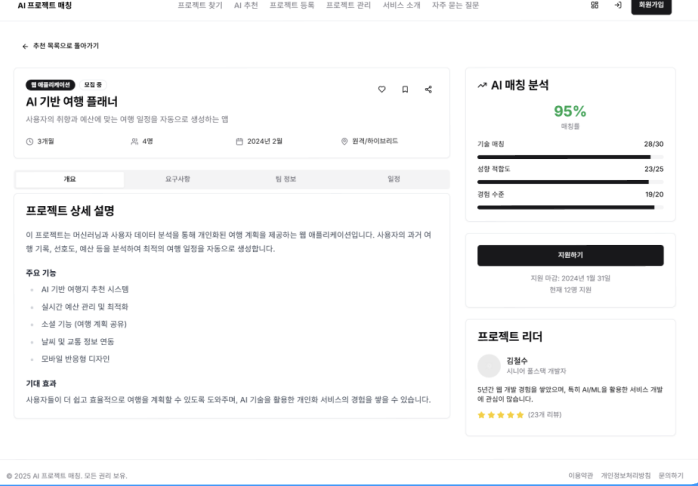 AI 프로젝트 매칭
프로젝트 찾기 AI 추천 프로젝트 등록 프로젝트 관리 서비스 소개 자주 묻는 질문
회원가입
← 추천 목록으로 돌아가기
웹 애플리케이션 모집 중
AI 기반 여행 플래너
사용자의 취향과 예산에 맞는 여행 일정을 자동으로 생성하는 앱
3개월 4명 2024년 2월 원격/하이브리드
개요 요구사항 팀 정보 일정
프로젝트 상세 설명
이 프로젝트는 머신러닝과 사용자 데이터 분석을 통해 개인화된 여행 계획을 제공하는 웹 애플리케이션입니다. 사용자의 과거 여
행 기록, 선호도, 예산 등을 분석하여 최적의 여행 일정을 자동으로 생성합니다.
주요 기능
AI 기반 여행지 추천 시스템
실시간 예산 관리 및 최적화
소셜 기능 (여행 계획 공유)
날씨 및 교통 정보 연동
모바일 반응형 디자인
기대 효과
사용자들이 더 쉽고 효율적으로 여행을 계획할 수 있도록 도와주며, AI 기술을 활용한 개인화 서비스의 경험을 쌓을 수 있습니다.
AI 매칭 분석
95%
매칭률
기술 매칭 28/30
성향 적합도 23/25
경험 수준 19/20
지원하기
지원 마감: 2024년 1월 31일
현재 12명 지원
프로젝트 리더
김철수
시니어 풀스택 개발자
5년간 웹 개발 경험을 쌓았으며, 특히 AI/ML을 활용한 서비스 개발
에 관심이 많습니다.
(23개 리뷰)
© 2025 AI 프로젝트 매칭. 모든 권리 보유.
이용약관 개인정보처리방침 문의하기